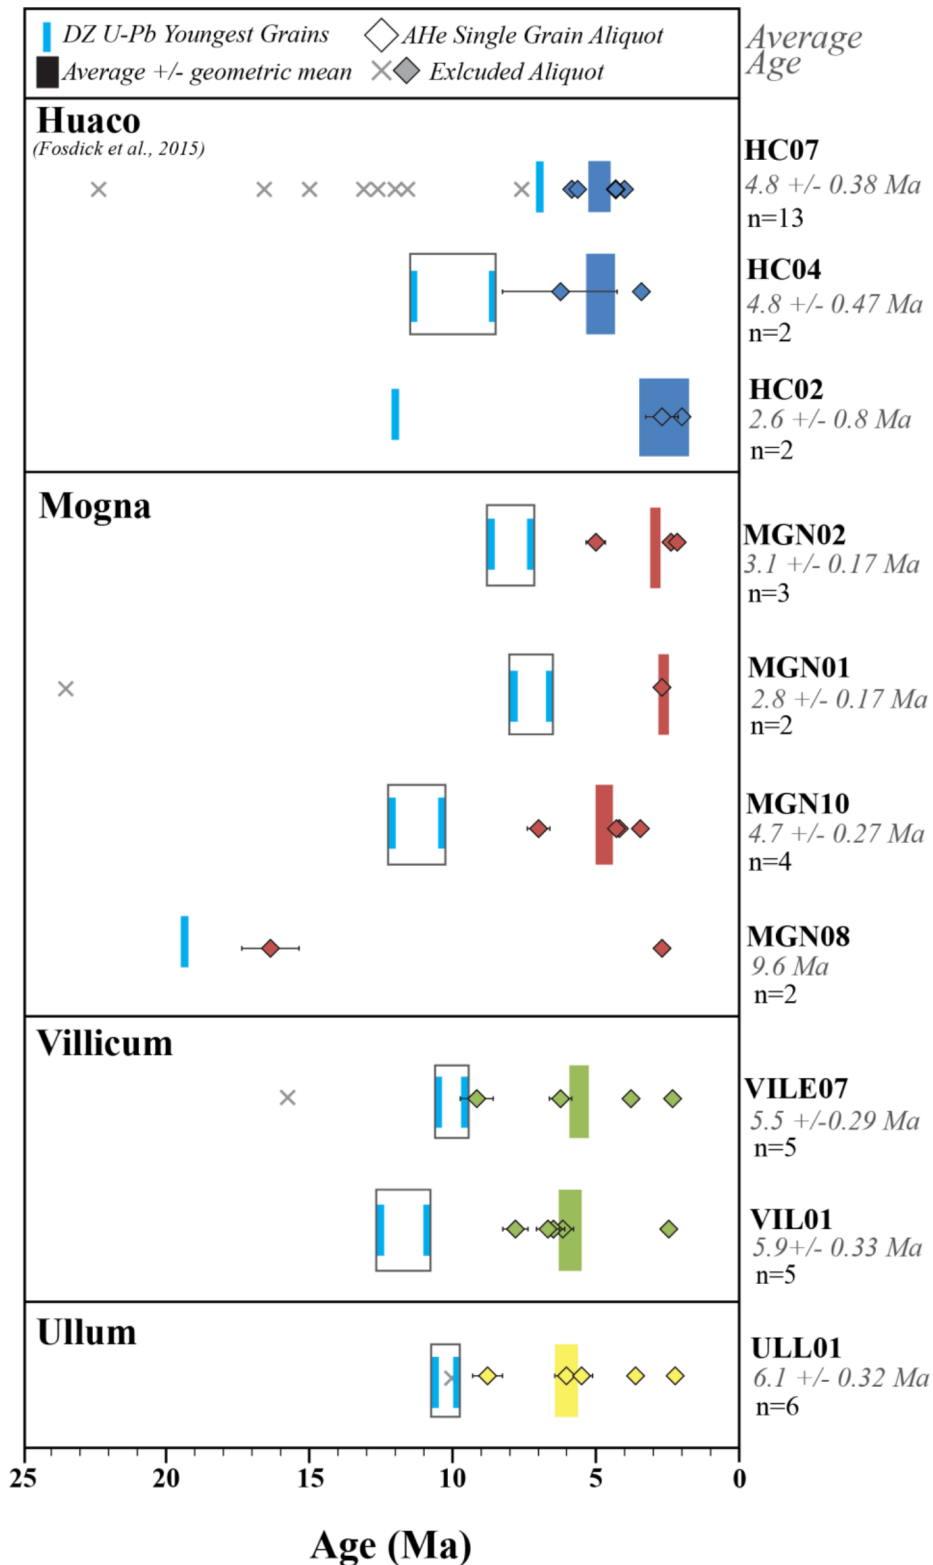 DZ U-Pb Youngest Grains
AHe Single Grain Aliquot
Average +/- geometric mean
Exlcuded Aliquot
Average
Age
Huaco
(Fosdick et al., 2015)
HC07
4.8 +/- 0.38 Ma
n=13
HC04
4.8 +/- 0.47 Ma
n=2
HC02
2.6 +/- 0.8 Ma
n=2
Mogna
MGN02
3.1 +/- 0.17 Ma
n=3
MGN01
2.8 +/- 0.17 Ma
n=2
MGN10
4.7 +/- 0.27 Ma
n=4
MGN08
9.6 Ma
n=2
Villicum
VILE07
5.5 +/-0.29 Ma
n=5
VIL01
5.9+/- 0.33 Ma
n=5
Ullum
ULL01
6.1 +/- 0.32 Ma
n=6
25 20 15 10 5 0
Age (Ma)